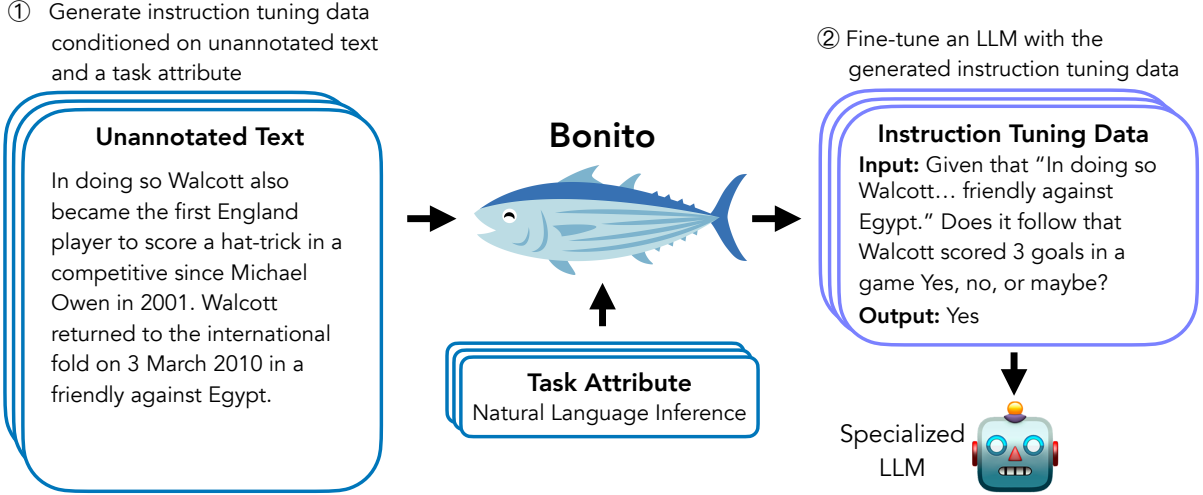 ① Generate instruction tuning data
conditioned on unannotated text
and a task attribute
Unannotated Text
In doing so Walcott also
became the first England
player to score a hat-trick in a
competitive since Michael
Owen in 2001. Walcott
returned to the international
fold on 3 March 2010 in a
friendly against Egypt.
Bonito
Task Attribute
Natural Language Inference
② Fine-tune an LLM with the
generated instruction tuning data
Instruction Tuning Data
Input: Given that “In doing so
Walcott... friendly against
Egypt.” Does it follow that
Walcott scored 3 goals in a
game Yes, no, or maybe?
Output: Yes
Specialized
LLM